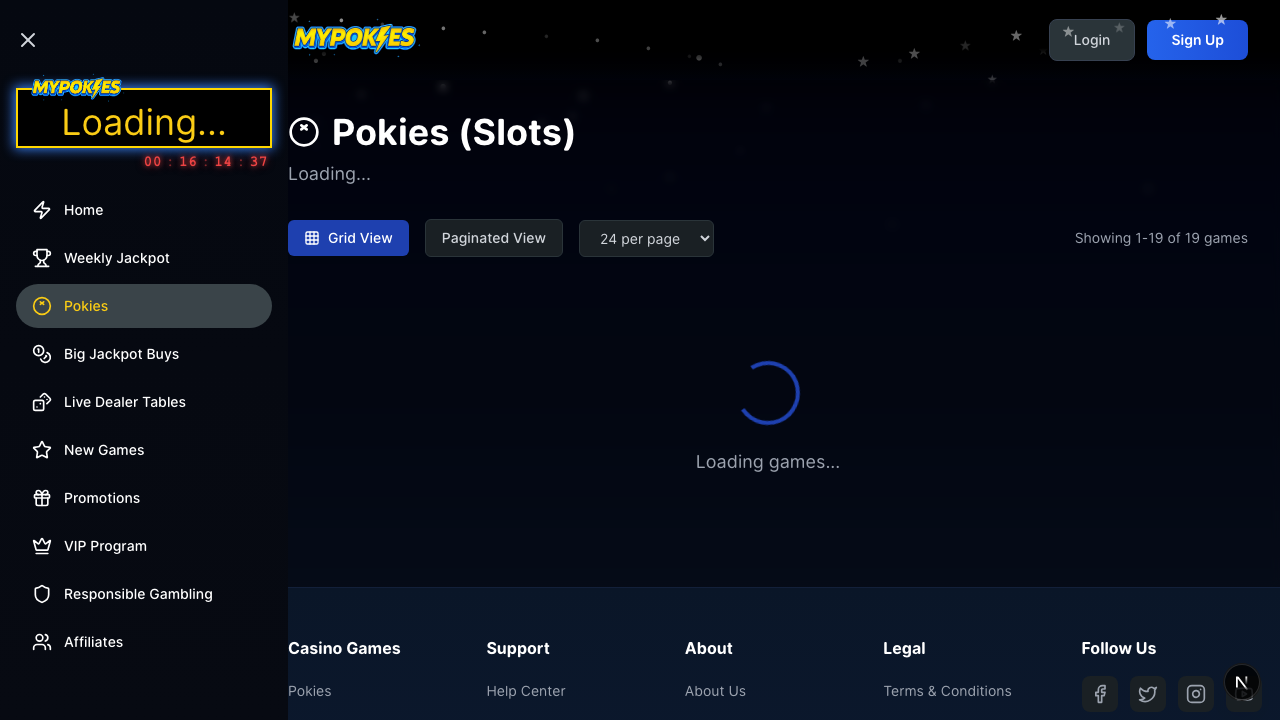 MYPOKIES
Loading...
00 : 16 : 14 : 37
Home
Weekly Jackpot
Pokies
Big Jackpot Buys
Live Dealer Tables
New Games
Promotions
VIP Program
Responsible Gambling
Affiliates
MYPOKIES
Login
Sign Up
Pokies (Slots)
Loading...
Grid View
Paginated View
24 per page
Showing 1-19 of 19 games
Loading games...
Casino Games
Pokies
Support
Help Center
About
About Us
Legal
Terms & Conditions
Follow Us
N